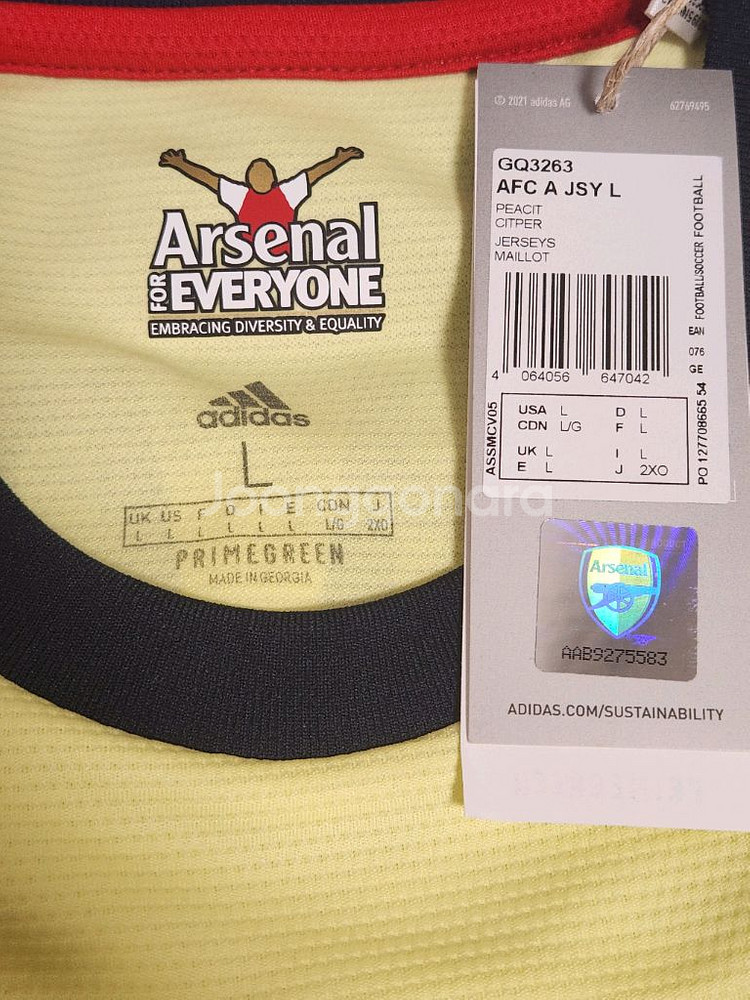 Arsenal
FOR EVERYONE
EMBRACING DIVERSITY & EQUALITY
adidas
L
UK US F D I E CDN J
L L L L L L L/G 2XO
PRIMEGREEN
MADE IN GEORGIA
Joongonara
© 2021 adidas AG
62769495
GQ3263
AFC A JSY L
PEACIT
CITPER
JERSEYS
MAILLOT
FOOTBALL/SOCCER FOOTBALL
EAN
076
GE
4 064056 647042
ASSMCV05
USA L D L
CDN L/G F L
UK L I L
E L J 2XO
PO 127708665 54
Arsenal
AAB9275583
ADIDAS.COM/SUSTAINABILITY